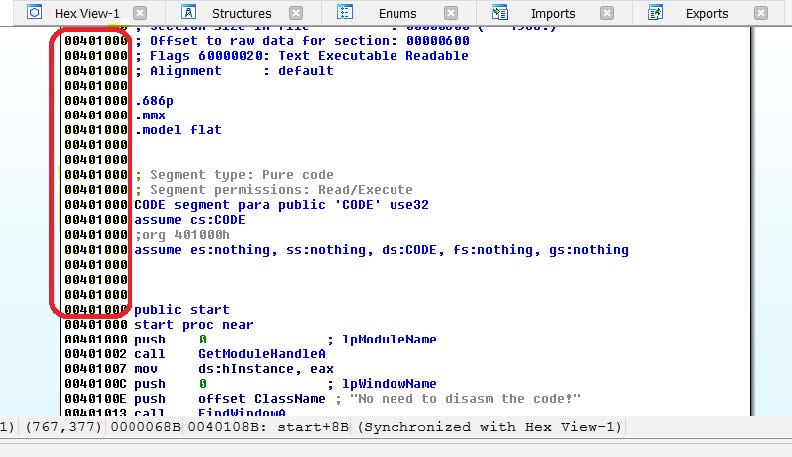 Hex View-1 Structures Enums Imports Exports
00401000 ; Section size in file
00401000 ; Offset to raw data for section: 00000600
00401000 ; Flags 60000020: Text Executable Readable
00401000 ; Alignment : default
00401000
00401000 .686p
00401000 .mmx
00401000 .model flat
00401000
00401000
00401000 ; Segment type: Pure code
00401000 ; Segment permissions: Read/Execute
00401000 CODE segment para public 'CODE' use32
00401000 assume cs:CODE
00401000 ;org 401000h
00401000 assume es:nothing, ss:nothing, ds:CODE, fs:nothing, gs:nothing
00401000
00401000
00401000
00401000 public start
00401000 start proc near
00401000 push 0 ; lpModuleName
00401002 call GetModuleHandleA
00401007 mov ds:hInstance, eax
0040100C push 0 ; lpWindowName
0040100E push offset ClassName ; "No need to disasm the code!"
00401013 call FindWindowA
1) (767,377) 0000068B 0040108B: start+8B (Synchronized with Hex View-1)